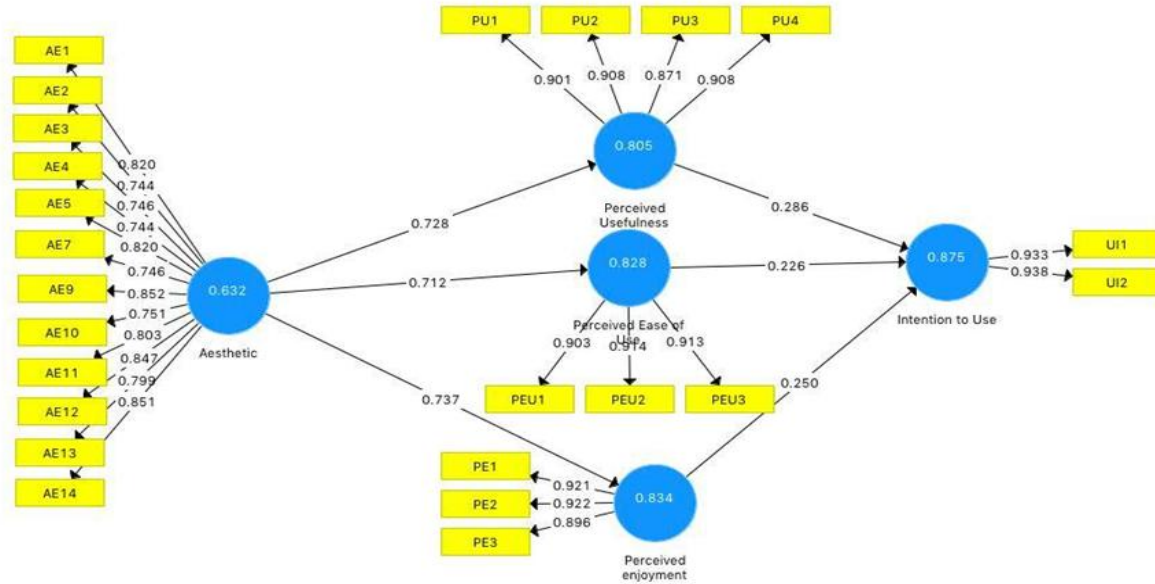 PU1 PU2 PU3 PU4
AE1
AE2
AE3
AE4
AE5
AE7
AE9
AE10
AE11
AE12
AE13
AE14
0.820
0.744
0.746
0.744
0.820
0.746
0.852
0.751
0.803
0.847
0.799
0.851
0.632
Aesthetic
0.728
0.712
0.737
0.901 0.908 0.871 0.908
0.805
Perceived
Usefulness
0.828
Perceived Ease of
Use
0.903 0.914 0.913
PEU1 PEU2 PEU3
PE1
PE2
PE3
0.921
0.922
0.896
0.834
Perceived
enjoyment
0.286
0.226
0.250
0.875
Intention to Use
0.933
0.938
UI1
UI2